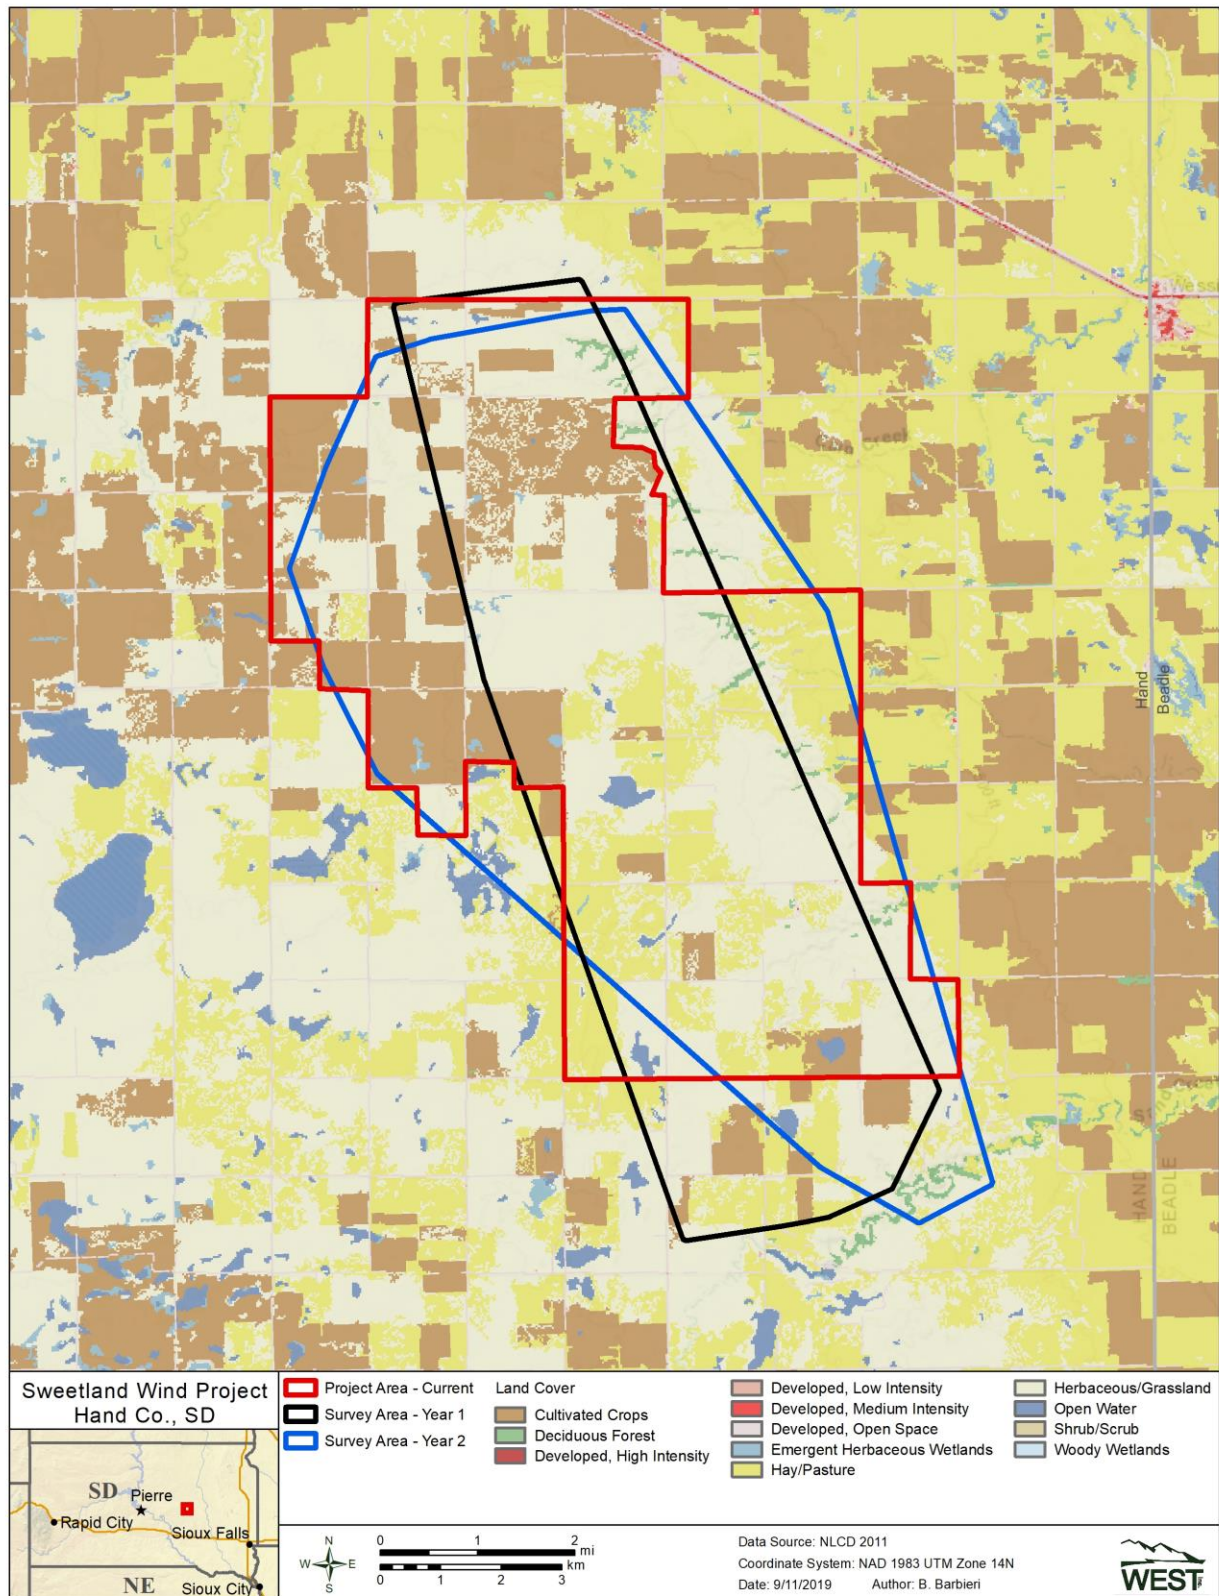 Wess
Creek
Hand
Beadle
HAND
BEADLE
Sweetland Wind Project
Hand Co., SD
SD
Pierre
Rapid City
Sioux Falls
NE
Sioux City
Project Area - Current
Survey Area - Year 1
Survey Area - Year 2
Land Cover
Cultivated Crops
Deciduous Forest
Developed, High Intensity
Developed, Low Intensity
Developed, Medium Intensity
Developed, Open Space
Emergent Herbaceous Wetlands
Hay/Pasture
Herbaceous/Grassland
Open Water
Shrub/Scrub
Woody Wetlands
N
W
E
S
0 1 2
mi
km
0 1 2 3
Data Source: NLCD 2011
Coordinate System: NAD 1983 UTM Zone 14N
Date: 9/11/2019 Author: B. Barbieri
WEST